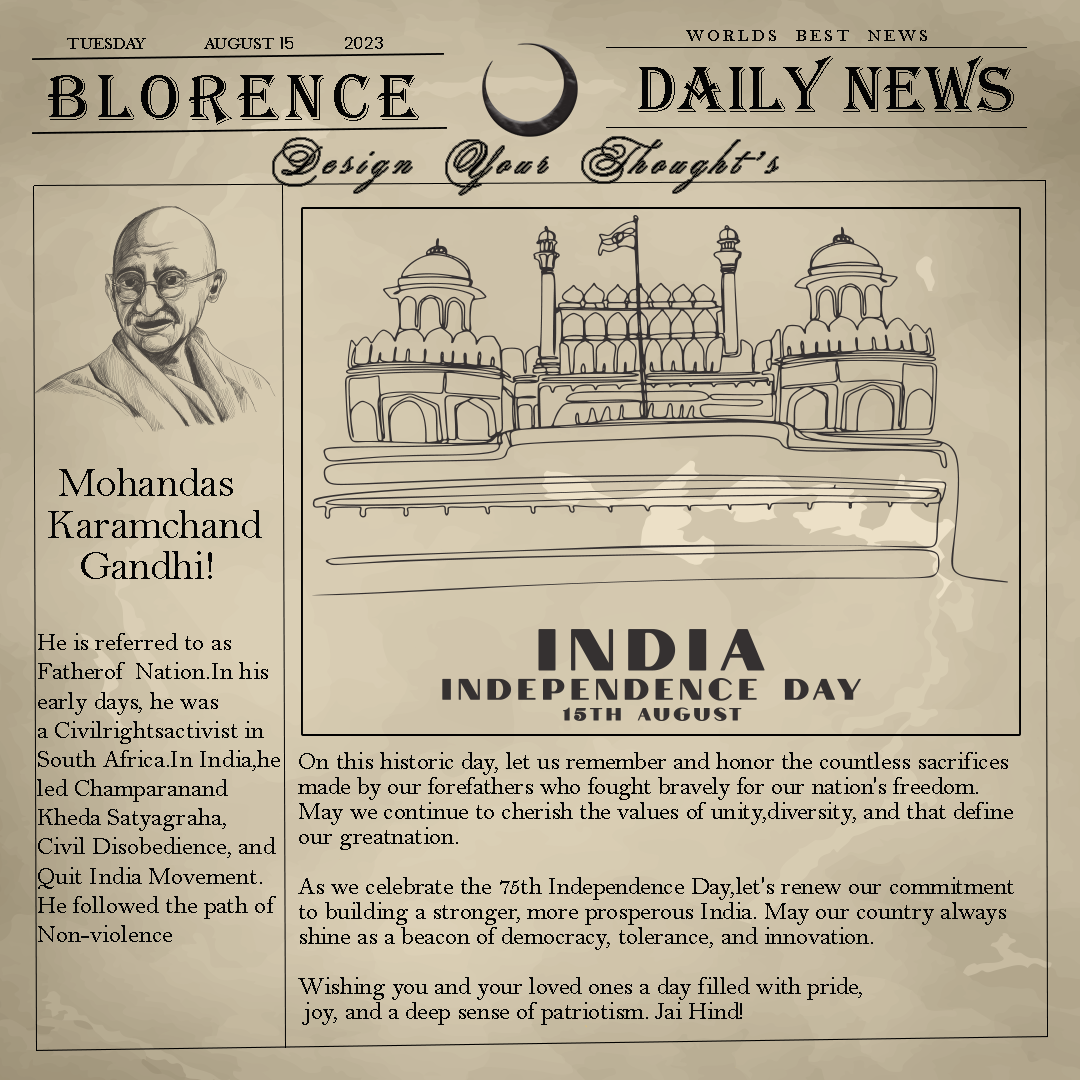 TUESDAY AUGUST 15 2023
WORLDS BEST NEWS
BLORENCE
DAILY NEWS
Design Your Thought's
Mohandas
Karamchand
Gandhi!
He is referred to as
Fatherof Nation.In his
early days, he was
a Civilrightsactivist in
South Africa.In India,he
led Champaranand
Kheda Satyagraha,
Civil Disobedience, and
Quit India Movement.
He followed the path of
Non-violence
INDIA
INDEPENDENCE DAY
15TH AUGUST
On this historic day, let us remember and honor the countless sacrifices
made by our forefathers who fought bravely for our nation's freedom.
May we continue to cherish the values of unity,diversity, and that define
our greatnation.
As we celebrate the 75th Independence Day,let's renew our commitment
to building a stronger, more prosperous India. May our country always
shine as a beacon of democracy, tolerance, and innovation.
Wishing you and your loved ones a day filled with pride,
joy, and a deep sense of patriotism. Jai Hind!